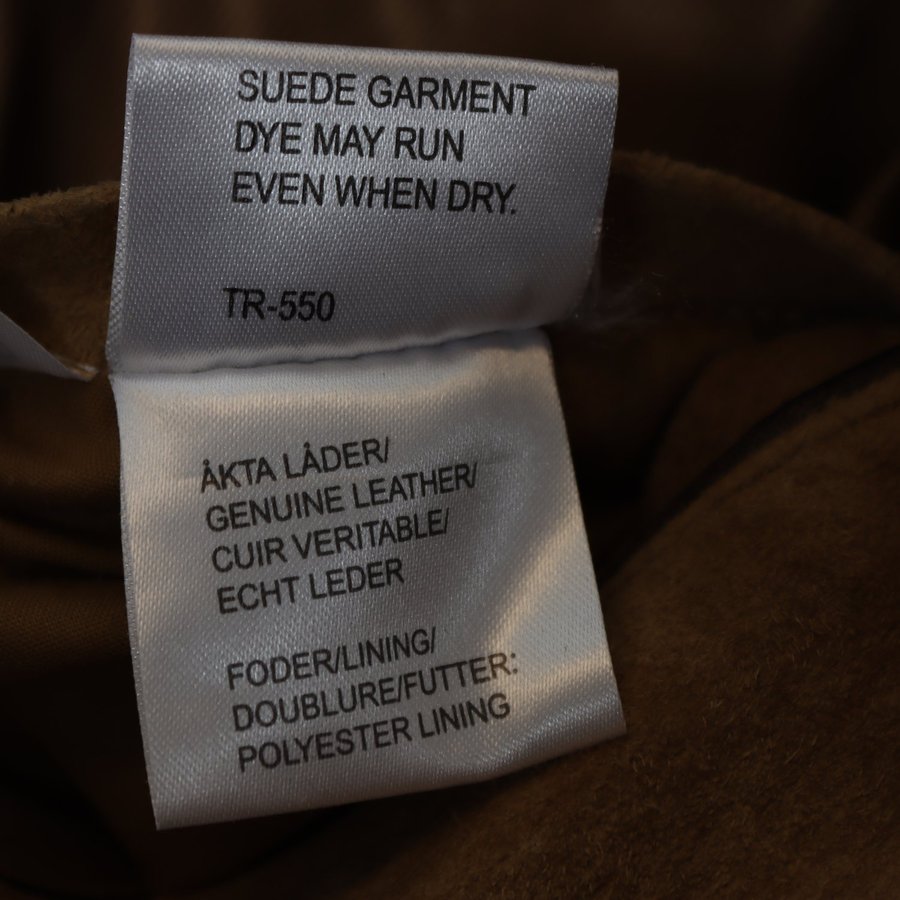 SUEDE GARMENT
DYE MAY RUN
EVEN WHEN DRY.
TR-550
ÅKTA LÅDER/
GENUINE LEATHER/
CUIR VERITABLE/
ECHT LEDER
FODER/LINING/
DOUBLURE/FUTTER:
POLYESTER LINING